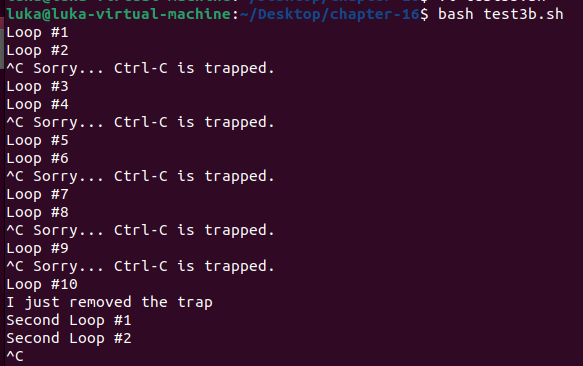 luka@luka-virtual-machine:~/Desktop/chapter-16$ bash test3b.sh
Loop #1
Loop #2
^C Sorry... Ctrl-C is trapped.
Loop #3
Loop #4
^C Sorry... Ctrl-C is trapped.
Loop #5
Loop #6
^C Sorry... Ctrl-C is trapped.
Loop #7
Loop #8
^C Sorry... Ctrl-C is trapped.
Loop #9
^C Sorry... Ctrl-C is trapped.
Loop #10
I just removed the trap
Second Loop #1
Second Loop #2
^C